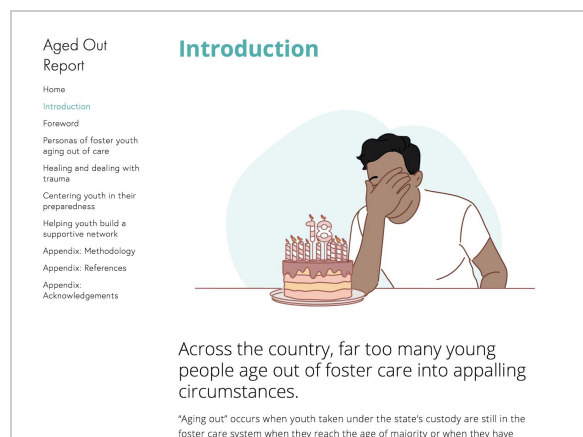 Aged Out
Report
Home
Introduction
Foreword
Personas of foster youth
aging out of care
Healing and dealing with
trauma
Centering youth in their
preparedness
Helping youth build a
supportive network
Appendix: Methodology
Appendix: References
Appendix:
Acknowledgements
Introduction
18
Across the country, far too many young
people age out of foster care into appalling
circumstances.
“Aging out” occurs when youth taken under the state's custody are still in the
foster care system when they reach the age of majority or when they have